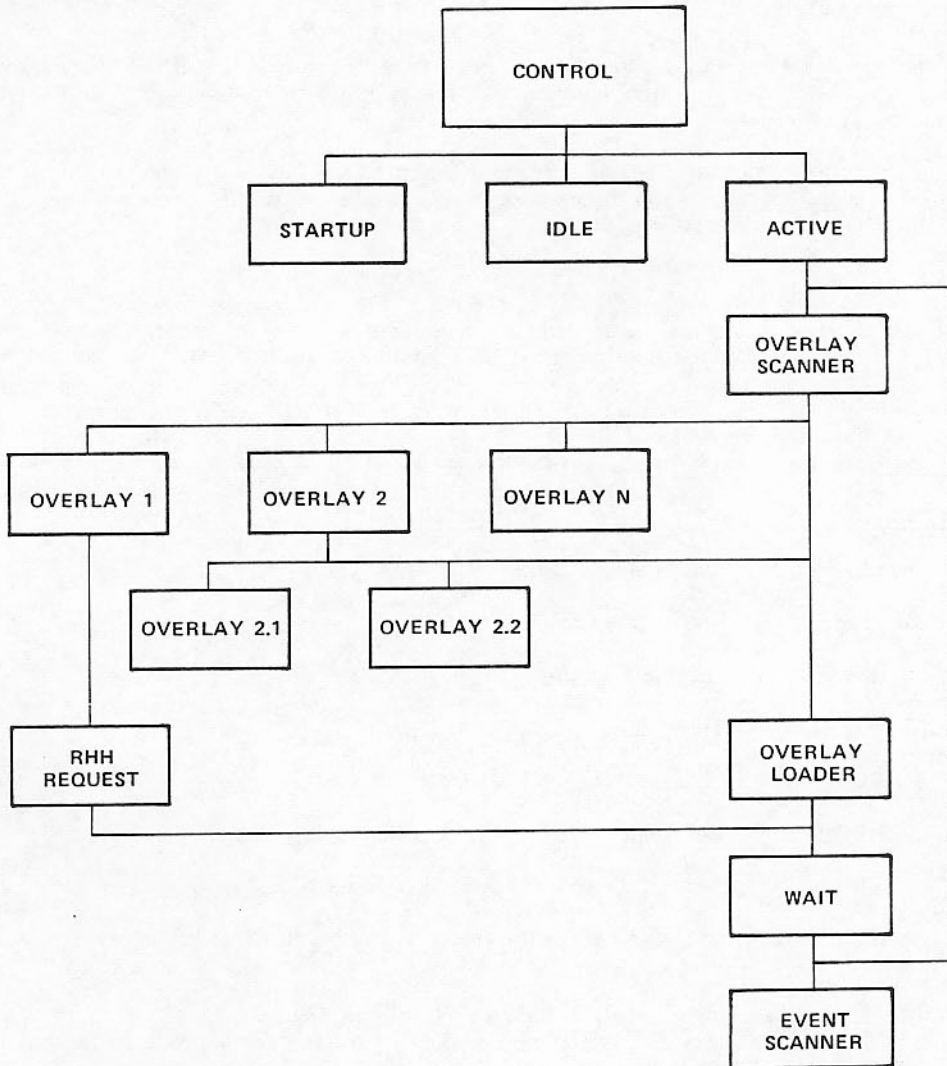 CONTROL
STARTUP
IDLE
ACTIVE
OVERLAY
SCANNER
OVERLAY 1
OVERLAY 2
OVERLAY N
OVERLAY 2.1
OVERLAY 2.2
RHH
REQUEST
OVERLAY
LOADER
WAIT
EVENT
SCANNER